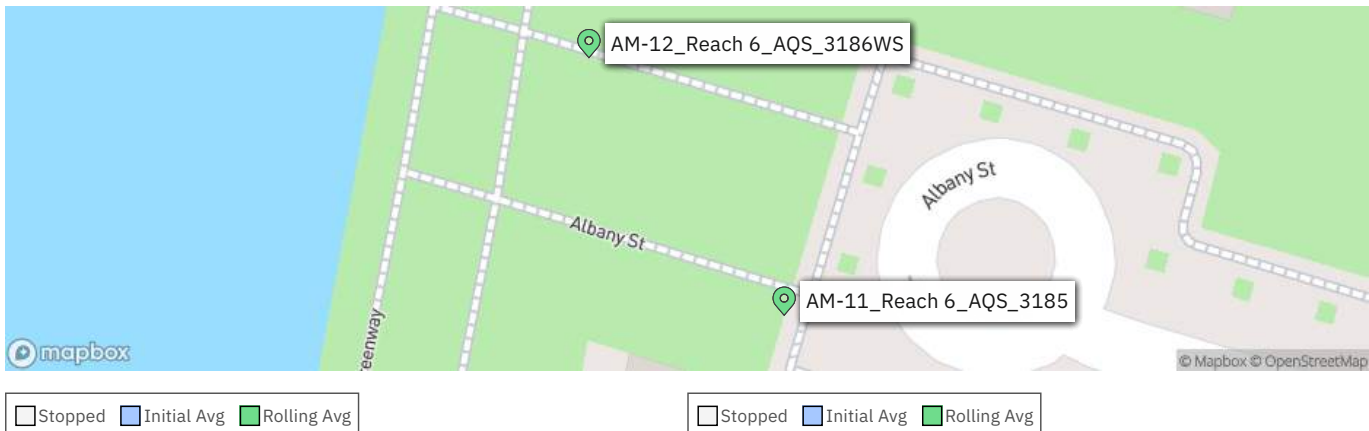 AM-12_Reach 6_AQS_3186WS
Albany St
Albany St
AM-11_Reach 6_AQS_3185
eenway
mapbox
© Mapbox © OpenStreetMap
Stopped Initial Avg Rolling Avg
Stopped Initial Avg Rolling Avg